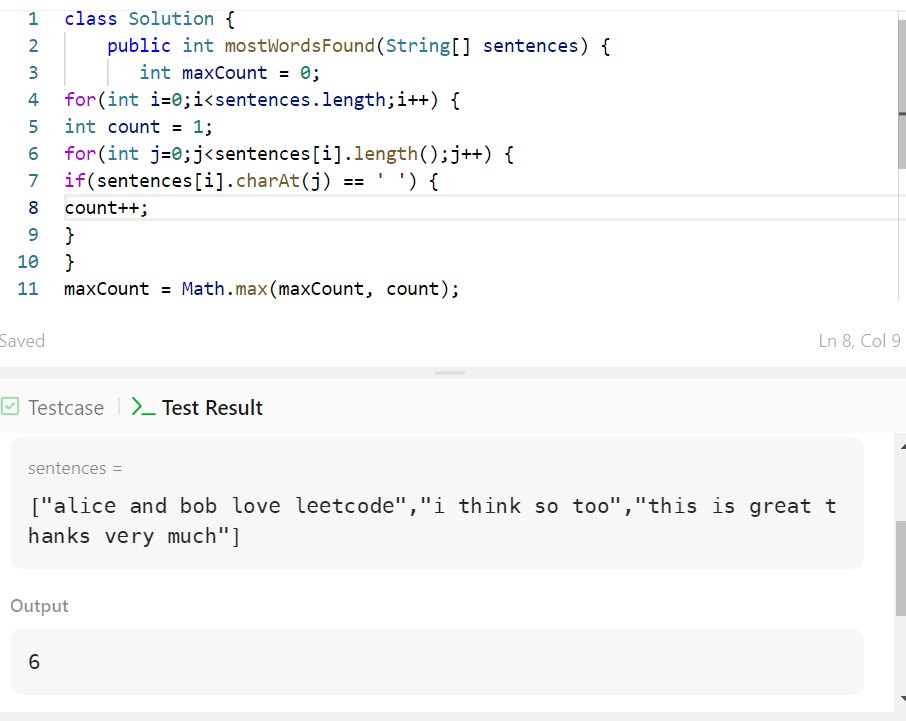 1 class Solution {
2 public int mostWordsFound(String[] sentences) {
3 int maxCount = 0;
4 for(int i=0;i<sentences.length;i++) {
5 int count = 1;
6 for(int j=0;j<sentences[i].length();j++) {
7 if(sentences[i].charAt(j) == ' ') {
8 count++;
9 }
10 }
11 maxCount = Math.max(maxCount, count);
Saved Ln 8, Col 9
Testcase Test Result
sentences =
["alice and bob love leetcode","i think so too","this is great t
hanks very much"]
Output
6